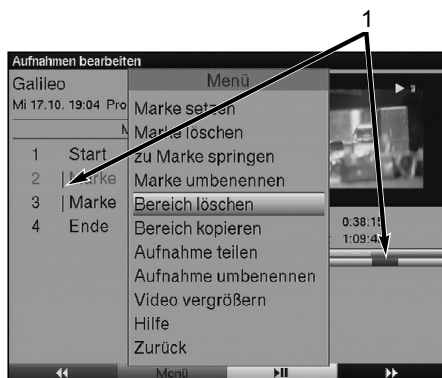 1
Aufnahmen bearbeiten
Galileo
Mi 17.10. 19:04 Pro
M
1 Start
2 | Marke
3 | Marke
4 Ende
Menü
Marke setzen
Marke löschen
zu Marke springen
Marke umbenennen
Bereich löschen
Bereich kopieren
Aufnahme teilen
Aufnahme umbenennen
Video vergrößern
Hilfe
Zurück
0:38:15
1:09:4
Menü